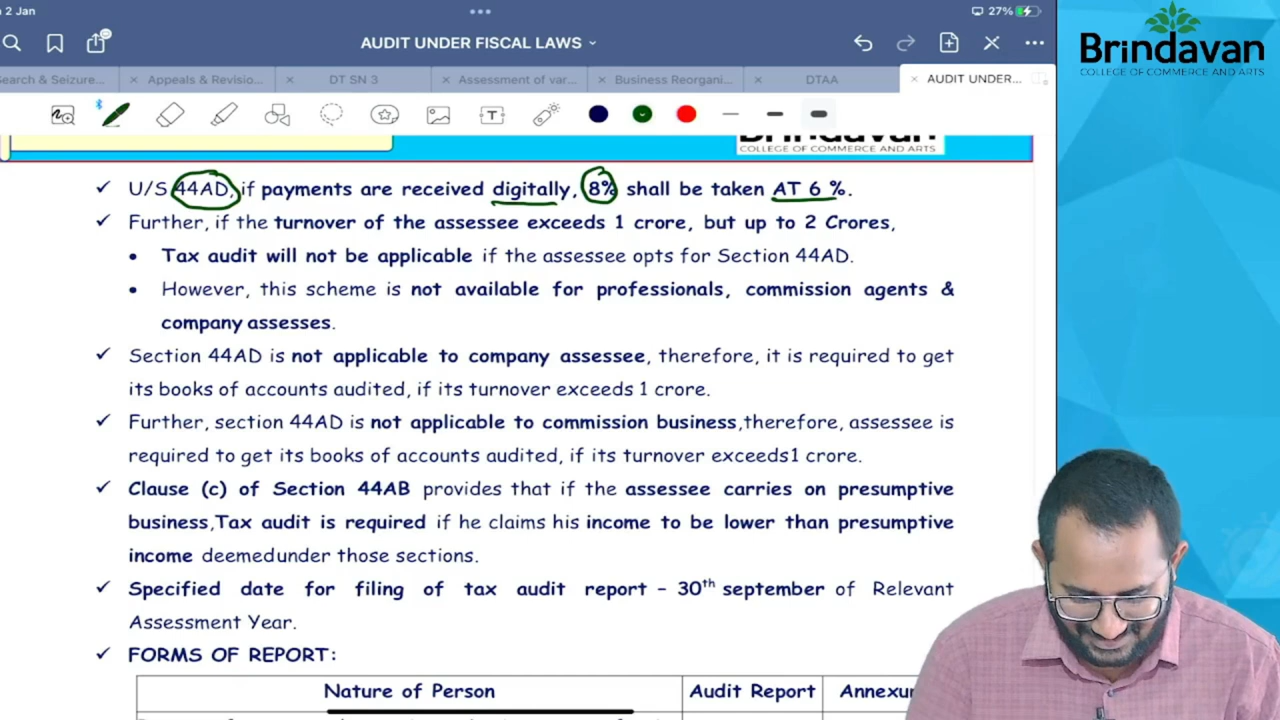 2 Jan
27%
AUDIT UNDER FISCAL LAWS
Brindavan
COLLEGE OF COMMERCE AND ARTS
earch & Seizure...
Appeals & Revisio...
DT SN 3
Assessment of var...
Business Reorgani...
DTAA
AUDIT UNDER...
COLLEGE OF COMMERCE AND ARTS
✓ U/S 44AD, if payments are received digitally, 8% shall be taken AT 6 %.
✓ Further, if the turnover of the assessee exceeds 1 crore, but up to 2 Crores,
• Tax audit will not be applicable if the assessee opts for Section 44AD.
• However, this scheme is not available for professionals, commission agents &
company assesses.
✓ Section 44AD is not applicable to company assessee, therefore, it is required to get
its books of accounts audited, if its turnover exceeds 1 crore.
✓ Further, section 44AD is not applicable to commission business,therefore, assessee is
required to get its books of accounts audited, if its turnover exceeds1 crore.
✓ Clause (c) of Section 44AB provides that if the assessee carries on presumptive
business,Tax audit is required if he claims his income to be lower than presumptive
income deemedunder those sections.
✓ Specified date for filing of tax audit report – 30th september of Relevant
Assessment Year.
✓ FORMS OF REPORT:
Nature of Person
Audit Report
Annexur